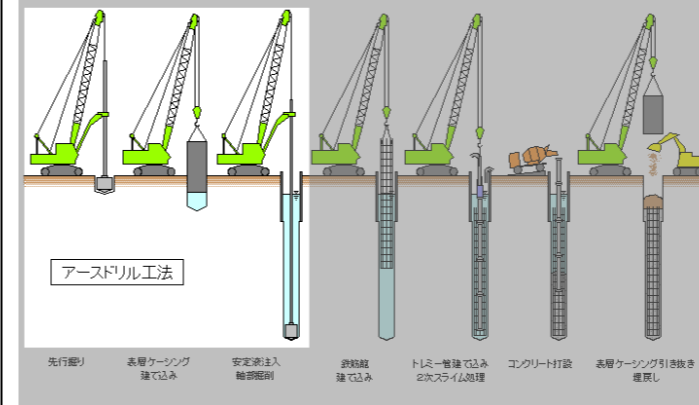 アースドリル工法
先行掘り
表層ケーシング
建て込み
安定液注入
軸部掘削
鉄筋籠
建て込み
トレミー管建て込み
2次スライム処理
コンクリート打設
表層ケーシング引き抜き
埋戻し